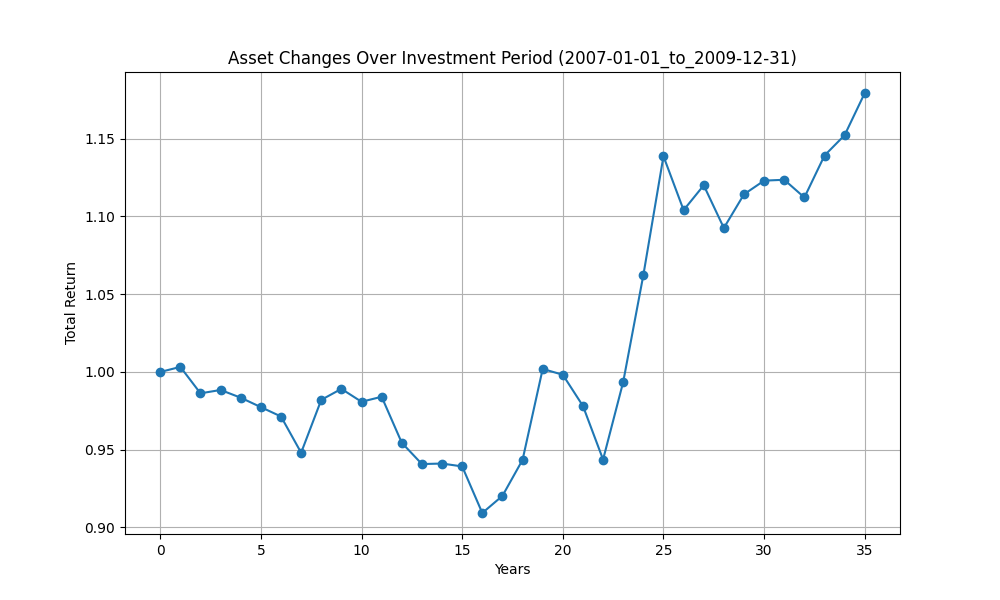 Asset Changes Over Investment Period (2007-01-01_to_2009-12-31)
Total Return
1.15
1.10
1.05
1.00
0.95
0.90
0 5 10 15 20 25 30 35
Years